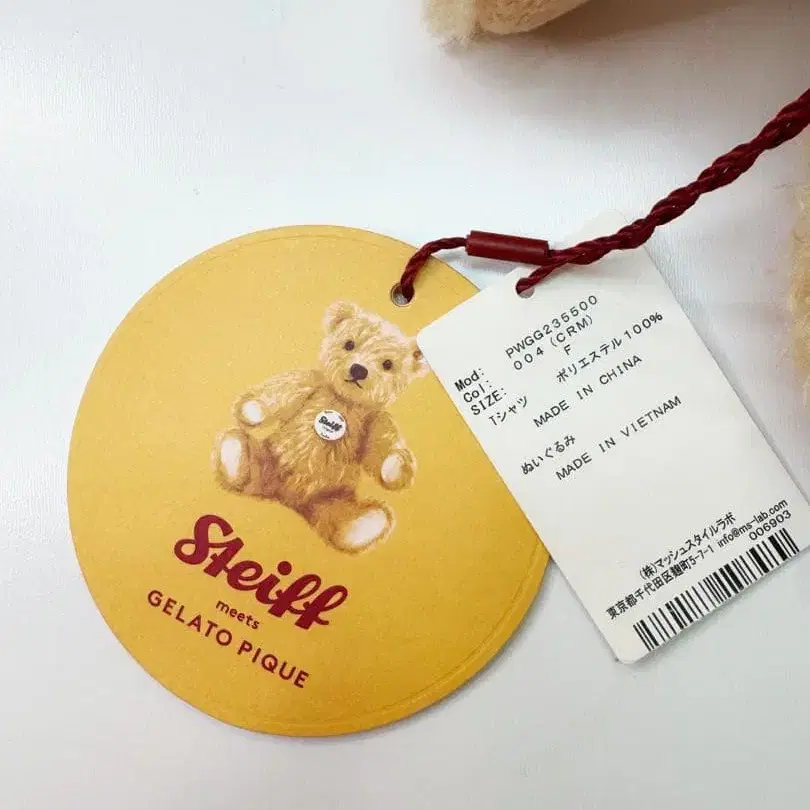 Steiff
Steiff
meets
GELATO PIQUE
Mod: PWGG235500
Col: 004(CRM)
SIZE: F
Tシャツ ポリエステル100%
MADE IN CHINA
ぬいぐるみ
MADE IN VIETNAM
(株)マッシュスタイルラボ
東京都千代田区麹町5-7-1 info@ms-lab.com
006903